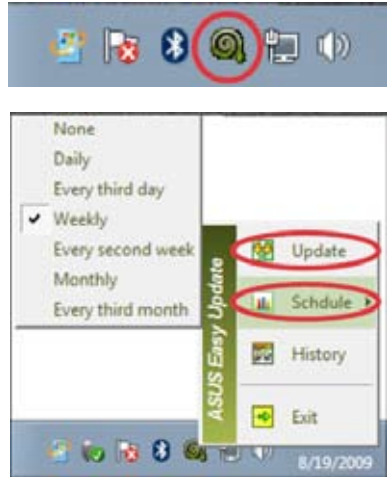 None
Daily
Every third day
Weekly
Every second week
Monthly
Every third month
ASUS Easy Update
Update
Schdule
History
Exit
8/19/2009